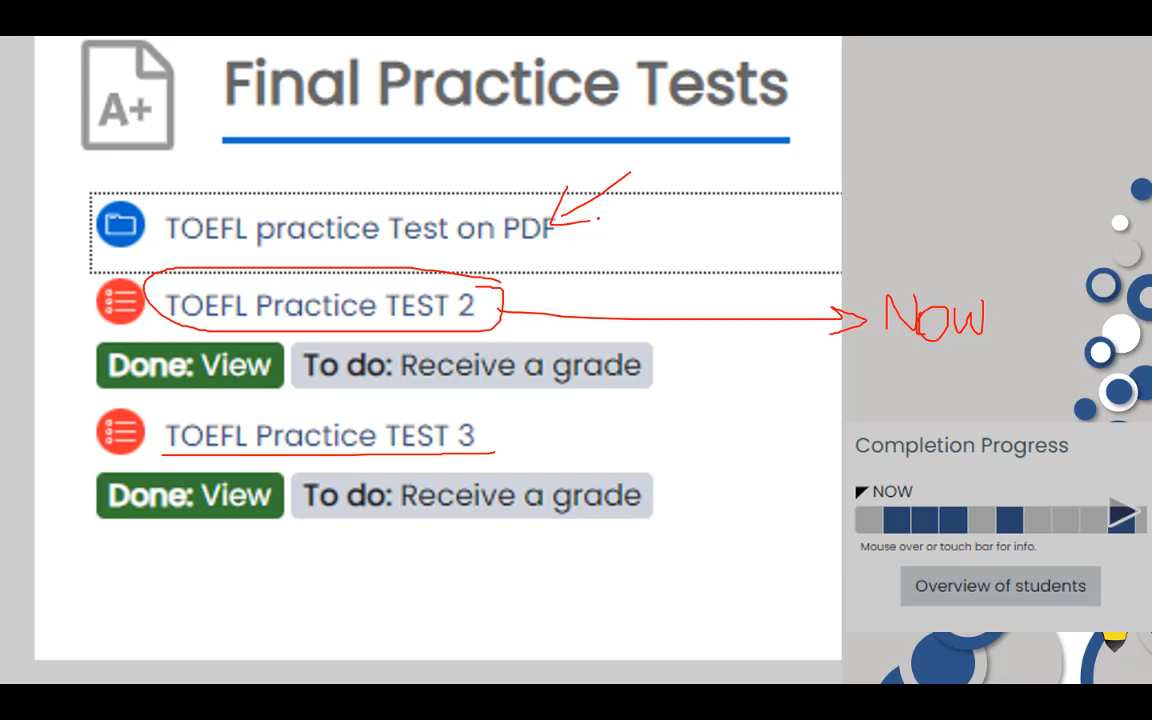 A+
Final Practice Tests
TOEFL practice Test on PDF
TOEFL Practice TEST 2
Now
Done: View To do: Receive a grade
TOEFL Practice TEST 3
Done: View To do: Receive a grade
Completion Progress
NOW
Mouse over or touch bar for info.
Overview of students